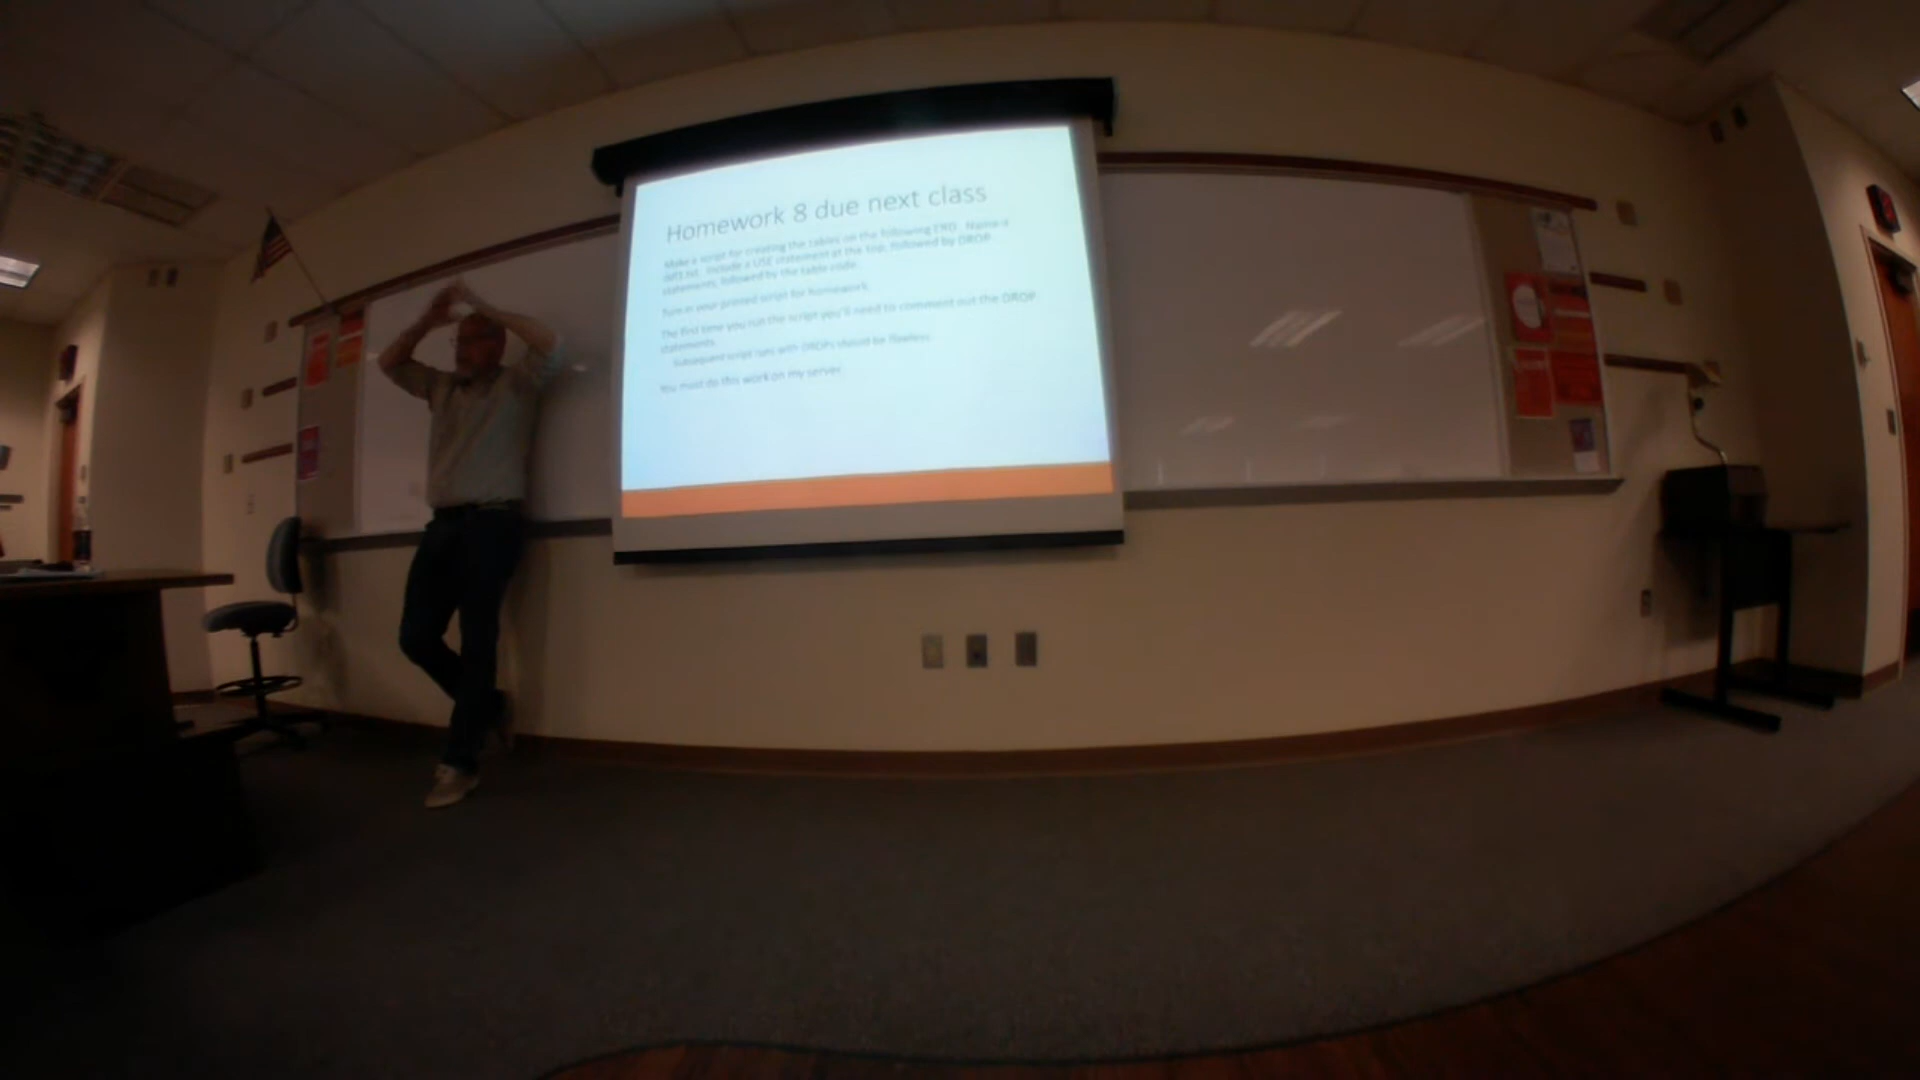 Homework 8 due next class
Make a script for creating the tables on the following ERD. Name it
ddl1.txt. Include a USE statement at the top, followed by DROP
statements, followed by the table code.
Turn in your printed script for homework.
The first time you run the script you'll need to comment out the DROP
statements.
Subsequent script runs with DROPs should be flawless.
You must do this work on my server.